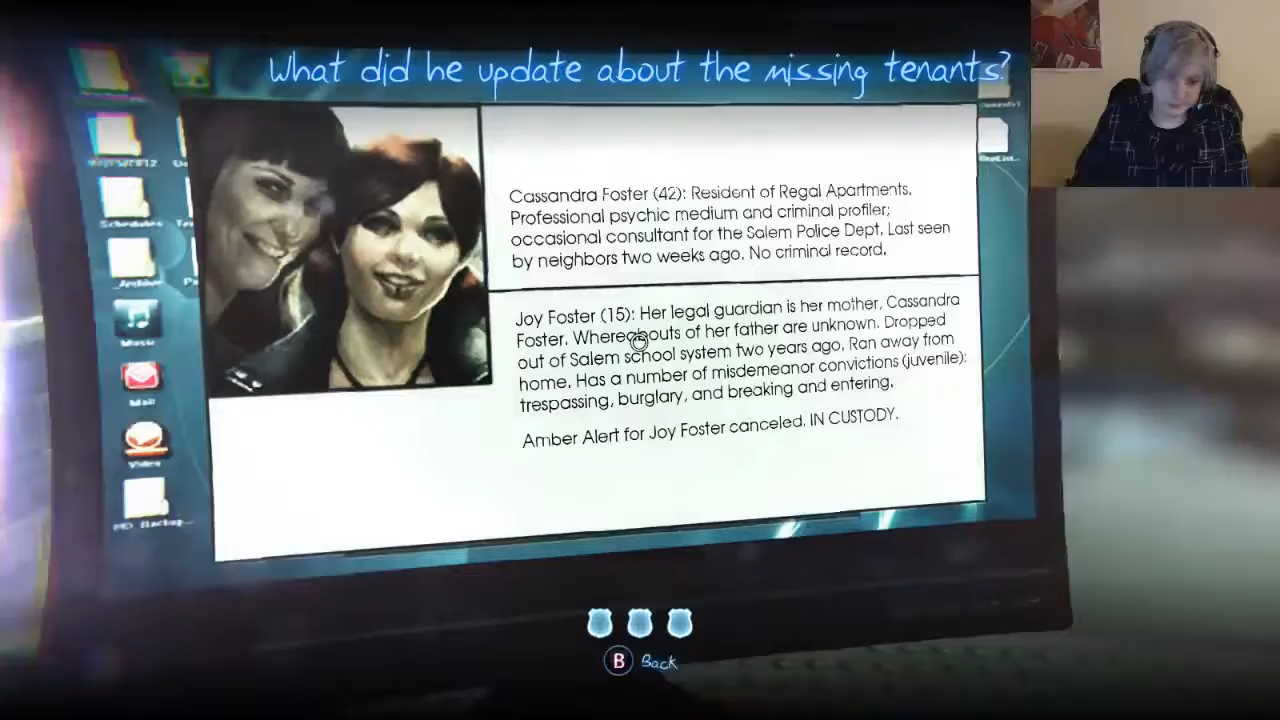 What did he update about the missing tenants?
Cassandra Foster (42): Resident of Regal Apartments.
Professional psychic medium and criminal profiler;
occasional consultant for the Salem Police Dept. Last seen
by neighbors two weeks ago. No criminal record.
Joy Foster (15): Her legal guardian is her mother, Cassandra
Foster. Whereabouts of her father are unknown. Dropped
out of Salem school system two years ago. Ran away from
home. Has a number of misdemeanor convictions (juvenile):
trespassing, burglary, and breaking and entering.
Amber Alert for Joy Foster canceled. IN CUSTODY.
Schedules
Music
Mail
Video
B Back